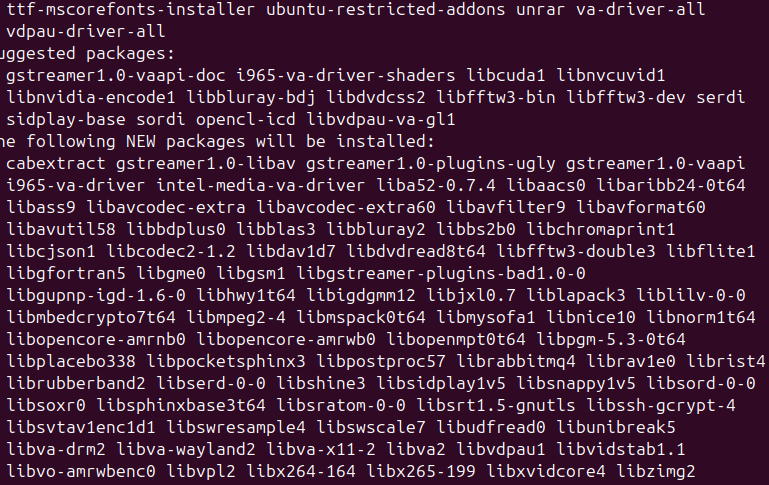 ttf-mscorefonts-installer ubuntu-restricted-addons unrar va-driver-all
vdpau-driver-all
uggested packages:
gstreamer1.0-vaapi-doc i965-va-driver-shaders libcuda1 libnvcuvid1
libnvidia-encode1 libbluray-bdj libdvdcss2 libfftw3-bin libfftw3-dev serdi
sidplay-base sordi opencl-icd libvdpau-va-gl1
he following NEW packages will be installed:
cabextract gstreamer1.0-libav gstreamer1.0-plugins-ugly gstreamer1.0-vaapi
i965-va-driver intel-media-va-driver liba52-0.7.4 libaacs0 libaribb24-0t64
libass9 libavcodec-extra libavcodec-extra60 libavfilter9 libavformat60
libavutil58 libbdplus0 libblas3 libbluray2 libbs2b0 libchromaprint1
libcjson1 libcodec2-1.2 libdav1d7 libdvdread8t64 libfftw3-double3 libflite1
libgfortran5 libgme0 libgsm1 libgstreamer-plugins-bad1.0-0
libgupnp-igd-1.6-0 libhwy1t64 libigdgmm12 libjxl0.7 liblapack3 liblilv-0-0
libmbedcrypto7t64 libmpeg2-4 libmspack0t64 libmysofa1 libnice10 libnorm1t64
libopencore-amrnb0 libopencore-amrwb0 libopenmpt0t64 libpgm-5.3-0t64
libplacebo338 libpocketsphinx3 libpostproc57 librabbitmq4 librav1e0 librist4
librubberband2 libserd-0-0 libshine3 libsidplay1v5 libsnappy1v5 libsord-0-0
libsoxr0 libsphinxbase3t64 libsratom-0-0 libsrt1.5-gnutls libssh-gcrypt-4
libsvtav1enc1d1 libswresample4 libswscale7 libudfread0 libunibreak5
libva-drm2 libva-wayland2 libva-x11-2 libva2 libvdpau1 libvidstab1.1
libvo-amrwbenc0 libvpl2 libx264-164 libx265-199 libxvidcore4 libzimg2